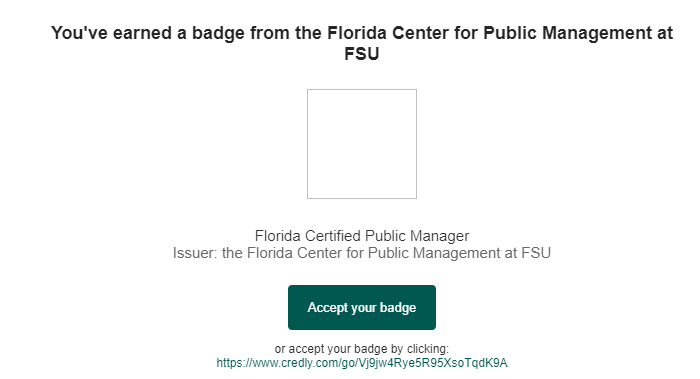 You've earned a badge from the Florida Center for Public Management at
FSU
Florida Certified Public Manager
Issuer: the Florida Center for Public Management at FSU
Accept your badge
or accept your badge by clicking:
https://www.credly.com/go/Vj9jw4Rye5R95XsoTqdK9A